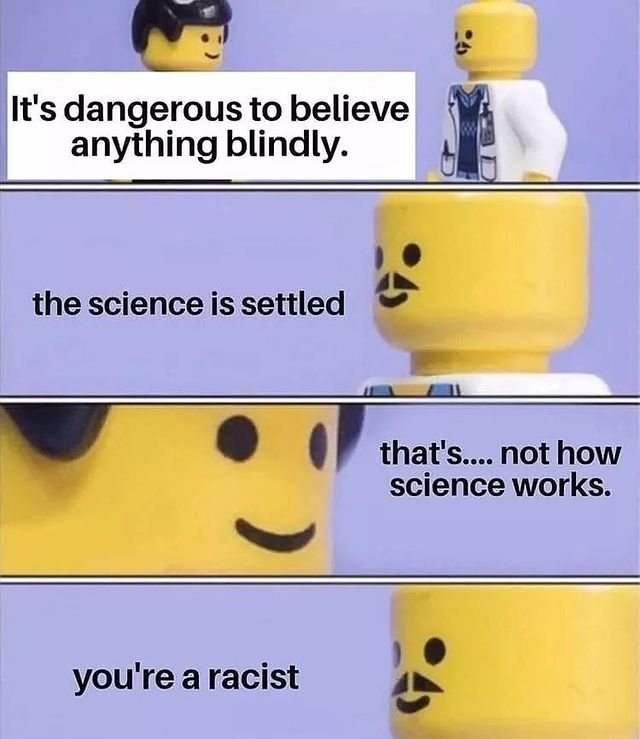 It's dangerous to believe
anything blindly.
the science is settled
that's.... not how
science works.
you're a racist